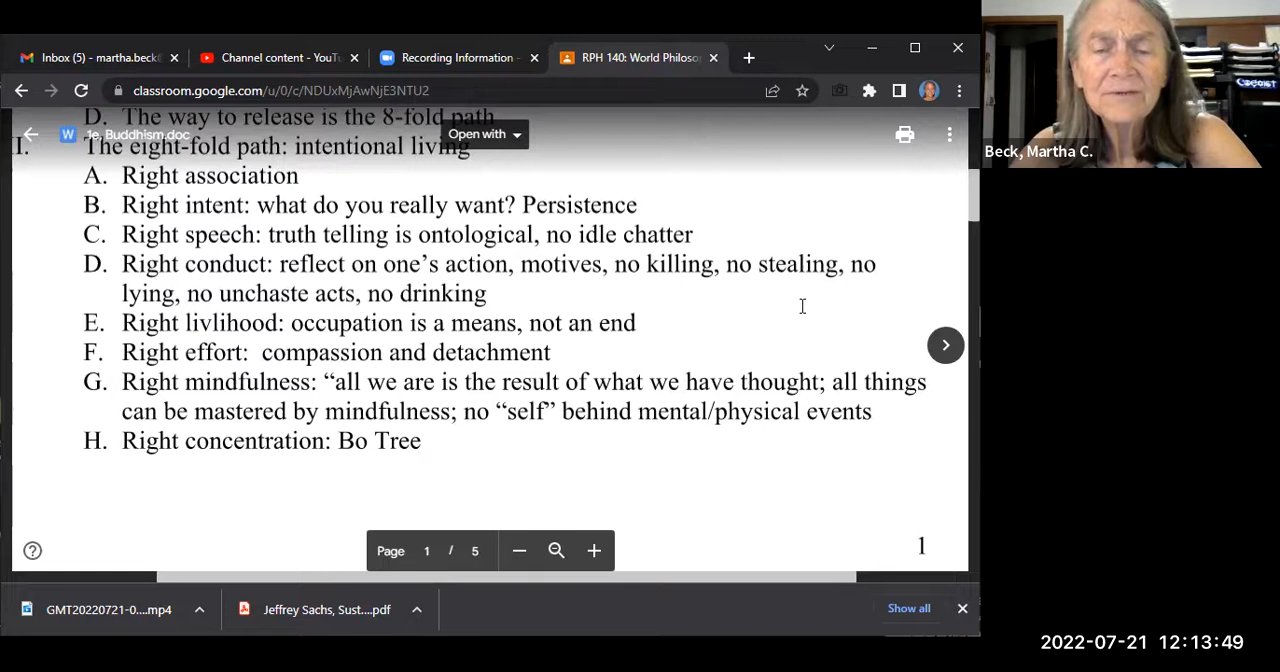 Inbox (5) - martha.beck@
Channel content - YouTu
Recording Information -
RPH 140: World Philoso
classroom.google.com/u/0/c/NDUxMjAwNjE3NTU2
D. The way to release is the 8-fold path
1e. Buddhism.doc
Open with
I. The eight-fold path: intentional living
A. Right association
B. Right intent: what do you really want? Persistence
C. Right speech: truth telling is ontological, no idle chatter
D. Right conduct: reflect on one's action, motives, no killing, no stealing, no
lying, no unchaste acts, no drinking
E. Right livlihood: occupation is a means, not an end
F. Right effort:  compassion and detachment
G. Right mindfulness: “all we are is the result of what we have thought; all things
can be mastered by mindfulness; no “self” behind mental/physical events
H. Right concentration: Bo Tree
1
Page 1 / 5
GMT20220721-0....mp4
Jeffrey Sachs, Sust....pdf
Show all
Beck, Martha C.
2022-07-21 12:13:49